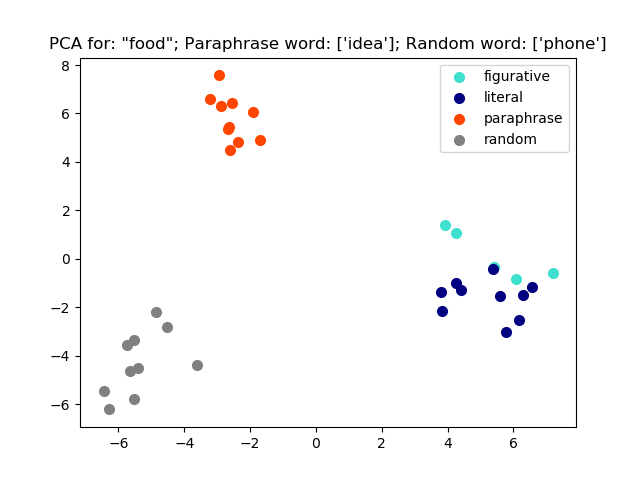 PCA for: "food"; Paraphrase word: ['idea']; Random word: ['phone']
figurative
literal
paraphrase
random
8
6
4
2
0
−2
−4
−6
−6 −4 −2 0 2 4 6